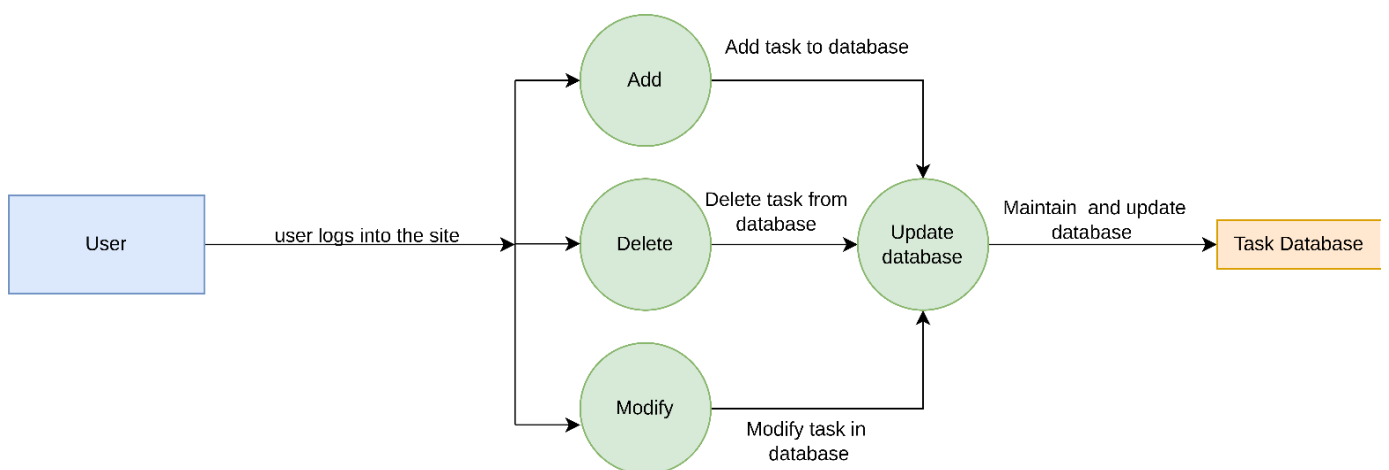 Add task to database
Add
User
user logs into the site
Delete
Delete task from
database
Update
database
Maintain and update
database
Task Database
Modify
Modify task in
database